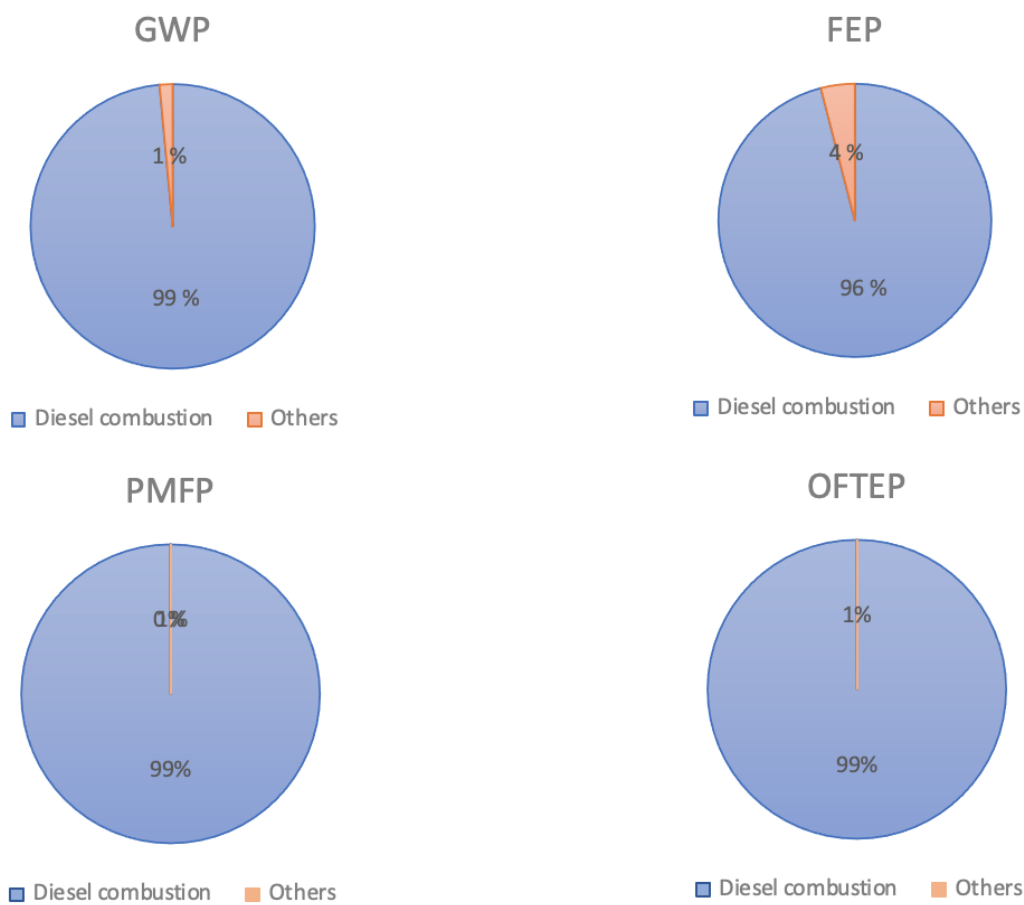 GWP
1 %
99 %
Diesel combustion Others
FEP
4 %
96 %
Diesel combustion Others
PMFP
99%
Diesel combustion Others
OFTEP
1%
99%
Diesel combustion Others